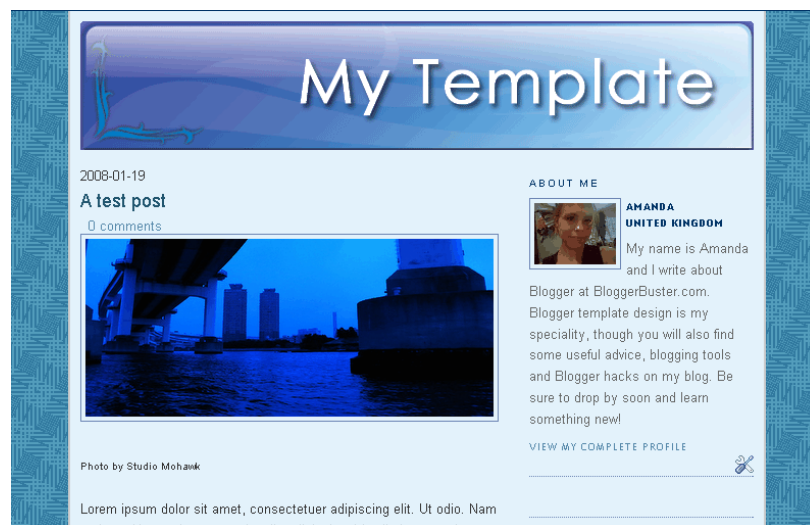 My Template
2008-01-19
A test post
0 comments
Photo by Studio Mohawk
Lorem ipsum dolor sit amet, consectetuer adipiscing elit. Ut odio. Nam
ABOUT ME
AMANDA
UNITED KINGDOM
My name is Amanda
and I write about
Blogger at BloggerBuster.com.
Blogger template design is my
speciality, though you will also find
some useful advice, blogging tools
and Blogger hacks on my blog. Be
sure to drop by soon and learn
something new!
VIEW MY COMPLETE PROFILE